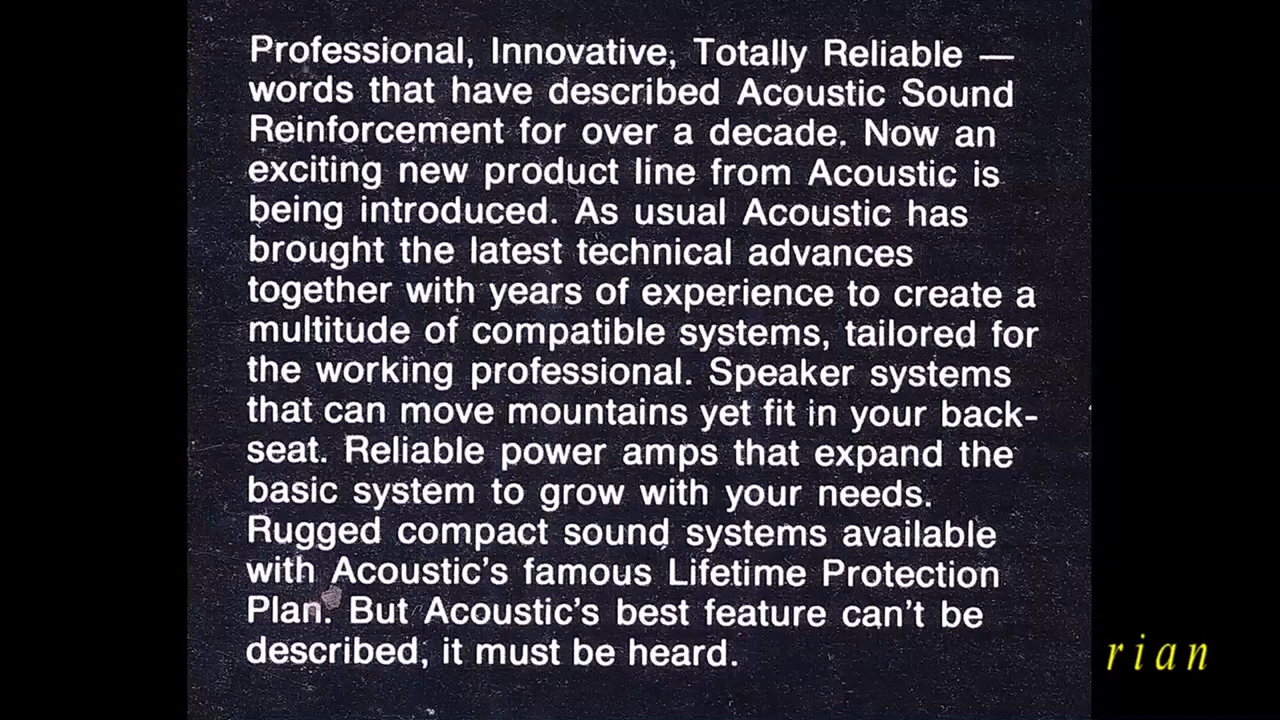 Professional, Innovative, Totally Reliable —
words that have described Acoustic Sound
Reinforcement for over a decade. Now an
exciting new product line from Acoustic is
being introduced. As usual Acoustic has
brought the latest technical advances
together with years of experience to create a
multitude of compatible systems, tailored for
the working professional. Speaker systems
that can move mountains yet fit in your back-
seat. Reliable power amps that expand the
basic system to grow with your needs.
Rugged compact sound systems available
with Acoustic's famous Lifetime Protection
Plan. But Acoustic's best feature can't be
described, it must be heard.
rian